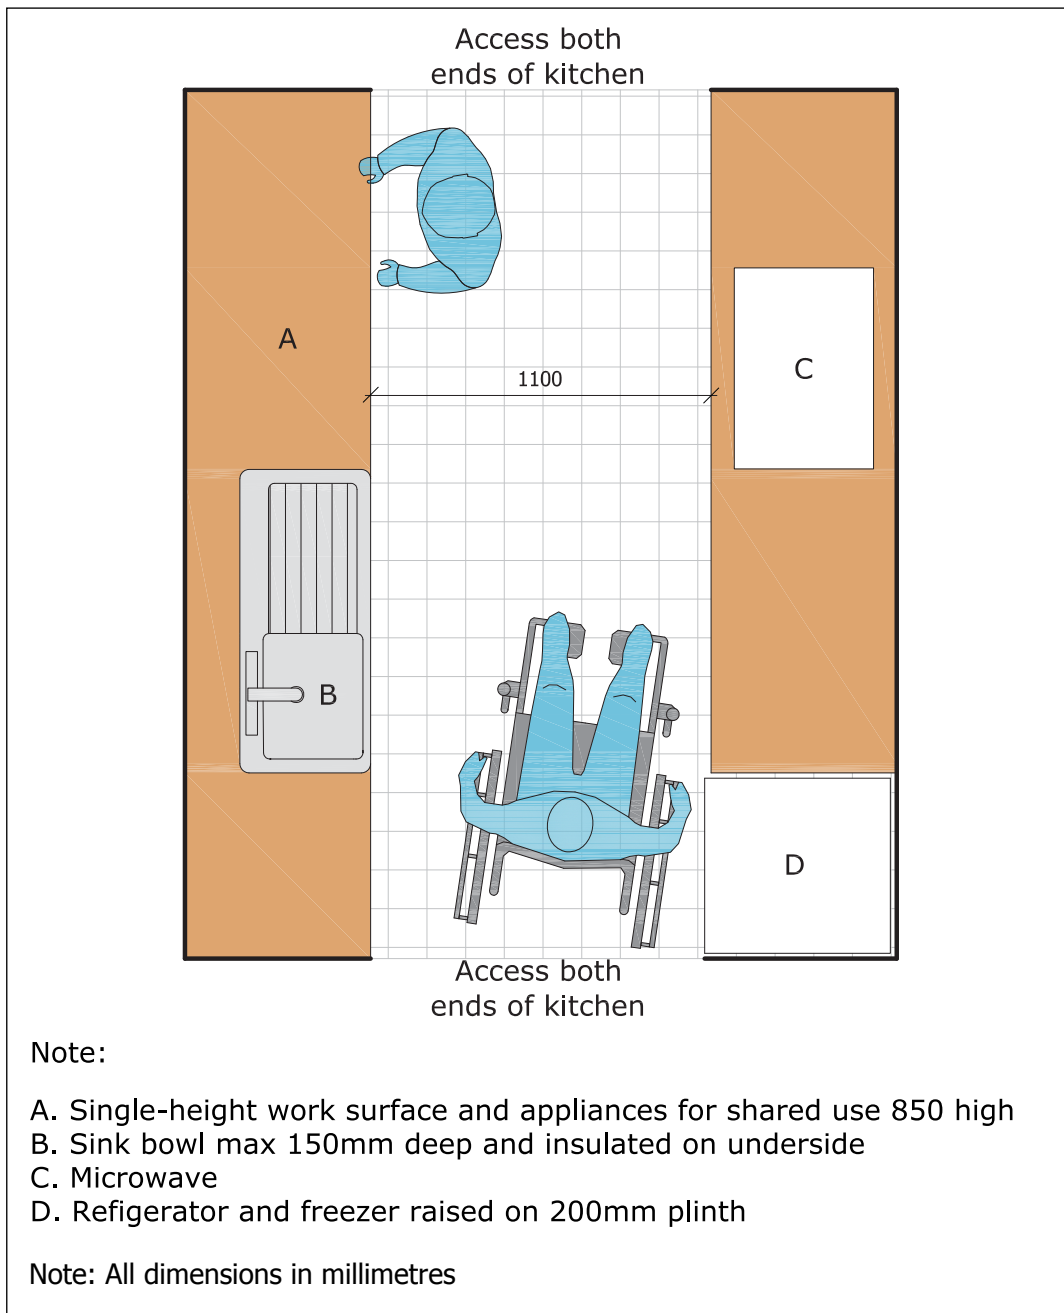 Access both
ends of kitchen
A
C
1100
B
D
Access both
ends of kitchen
Note:
A. Single-height work surface and appliances for shared use 850 high
B. Sink bowl max 150mm deep and insulated on underside
C. Microwave
D. Refigerator and freezer raised on 200mm plinth
Note: All dimensions in millimetres